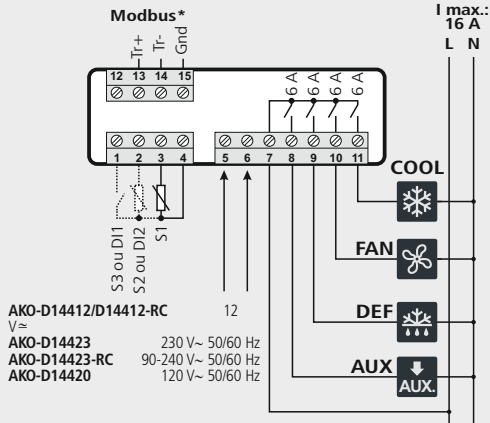 Modbus*
I max.:
16 A
L N
Tr+
Tr-
Gnd
12 13 14 15
6 A
6 A
6 A
6 A
1 2 3 4
5 6 7 8 9 10 11
COOL
FAN
DEF
AUX
AUX.
S3 ou DI1
S2 ou DI2
S1
AKO-D14412/D14412-RC 12
V≂
AKO-D14423 230 V~ 50/60 Hz
AKO-D14423-RC 90-240 V~ 50/60 Hz
AKO-D14420 120 V~ 50/60 Hz